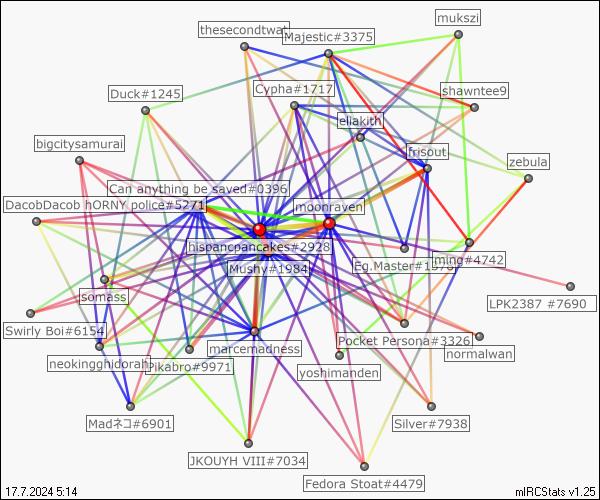 mukszi
thesecondtwat
Majestic#3375
Cypha#1717
shawntee9
Duck#1245
eliakith
bigcitysamurai
frisout
zebula
Can anything be saved#0396
DacobDacob hORNY police#5271
moonraven
hispancpancakes#2928
Mushy#1984
Eg.Master#1578
lming#4742
somass
LPK2387 #7690
Swirly Boi#6154
marcemadness
Pocket Persona#3326
normalwan
neokingghidorah
Pikabro#9971
yoshimanden
Madネコ#6901
Silver#7938
JKOUYH VIII#7034
Fedora Stoat#4479
17.7.2024 5:14
mIRCStats v1.25